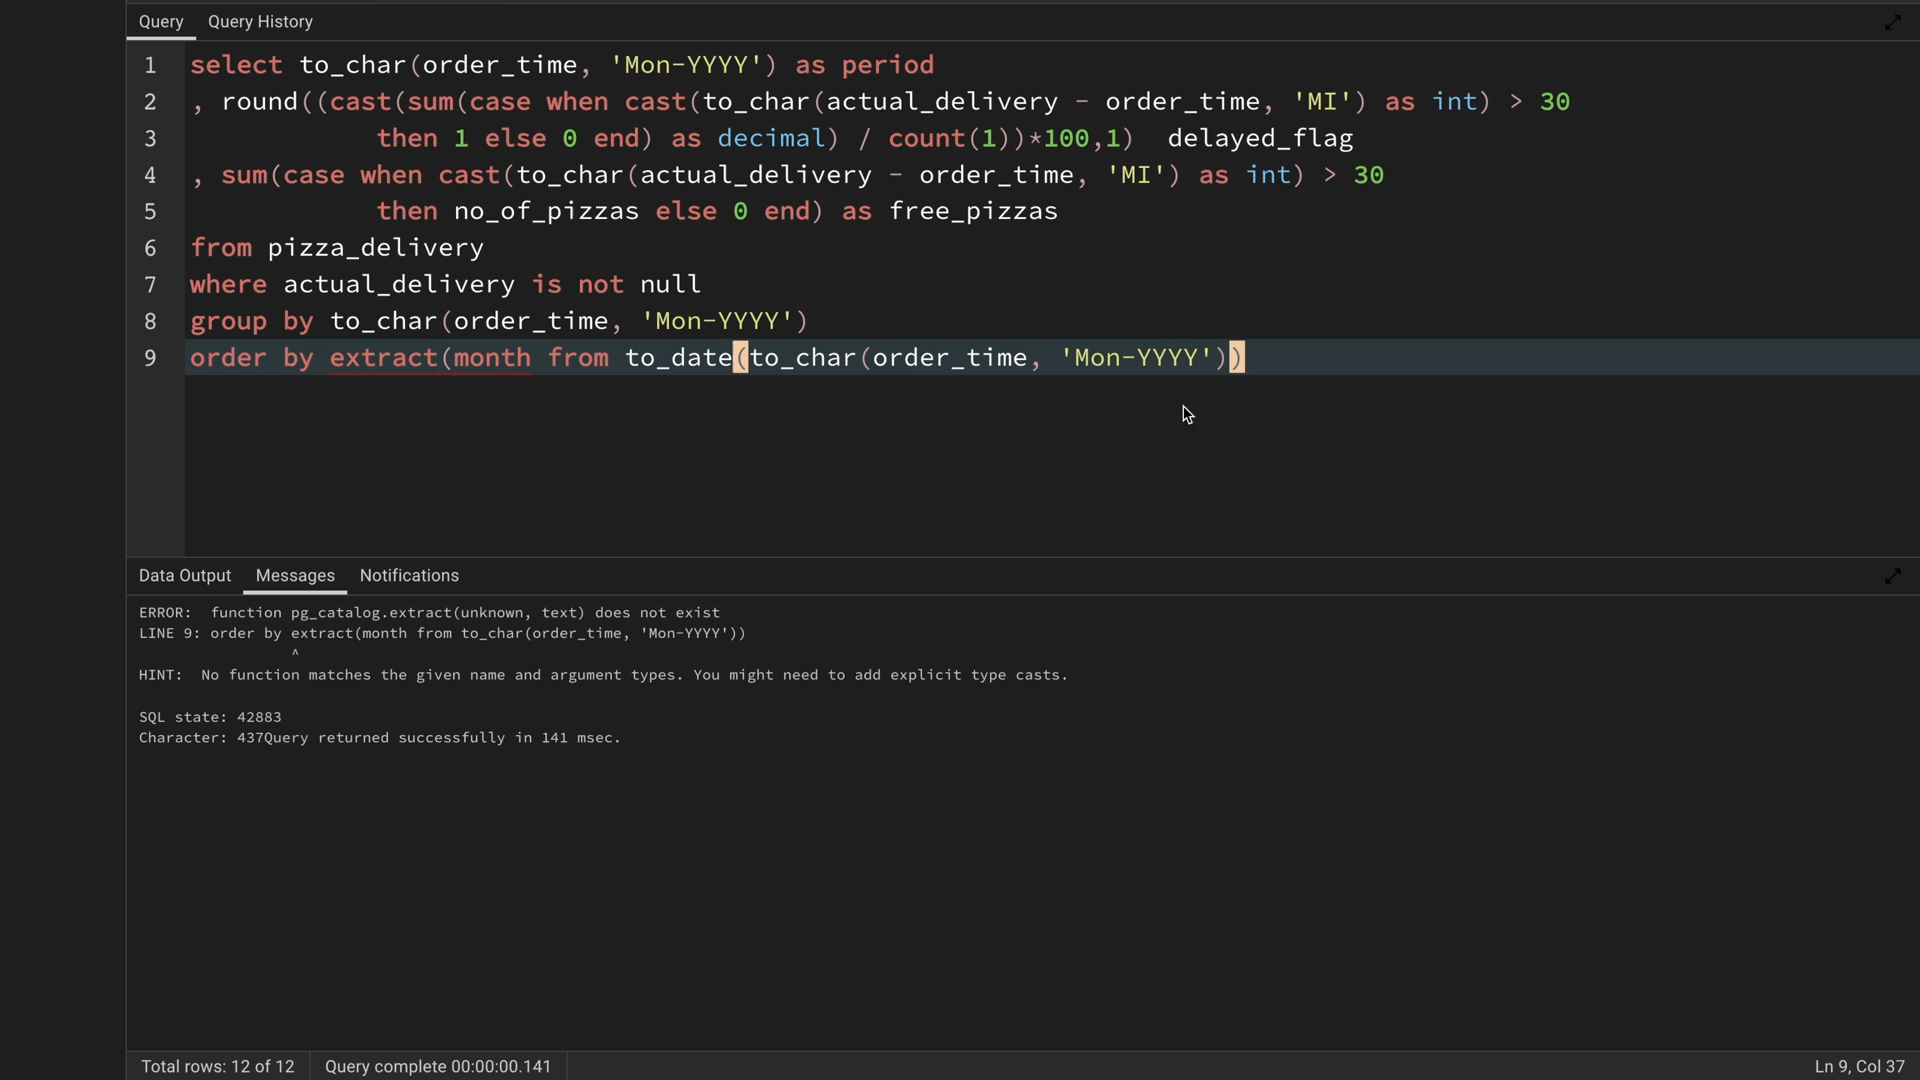 Query Query History
1 select to_char(order_time, 'Mon-YYYY') as period
2 , round((cast(sum(case when cast(to_char(actual_delivery - order_time, 'MI') as int) > 30
3 then 1 else 0 end) as decimal) / count(1))*100,1) delayed_flag
4 , sum(case when cast(to_char(actual_delivery - order_time, 'MI') as int) > 30
5 then no_of_pizzas else 0 end) as free_pizzas
6 from pizza_delivery
7 where actual_delivery is not null
8 group by to_char(order_time, 'Mon-YYYY')
9 order by extract(month from to_date(to_char(order_time, 'Mon-YYYY'))
Data Output Messages Notifications
ERROR: function pg_catalog.extract(unknown, text) does not exist
LINE 9: order by extract(month from to_char(order_time, 'Mon-YYYY'))
^
HINT: No function matches the given name and argument types. You might need to add explicit type casts.
SQL state: 42883
Character: 437Query returned successfully in 141 msec.
Total rows: 12 of 12 Query complete 00:00:00.141 Ln 9, Col 37